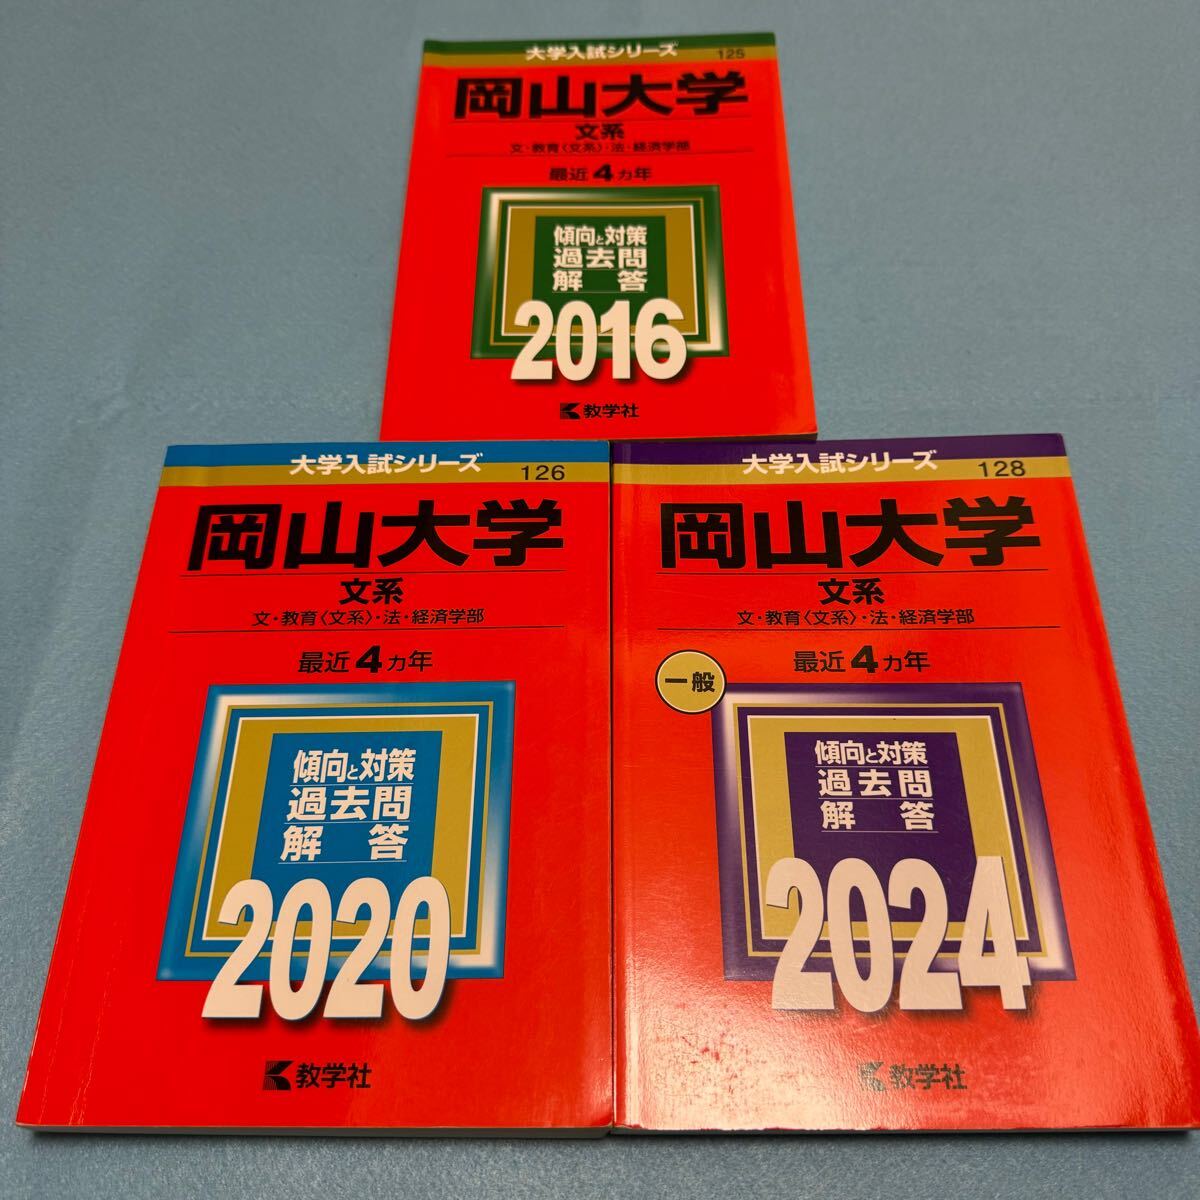 大学入試シリーズ
125
岡山大学
文系
文・教育〈文系〉・法・経済学部
最近4カ年
傾向と対策
過去問
解答
2016
教学社
大学入試シリーズ
126
岡山大学
文系
文・教育〈文系〉・法・経済学部
最近4カ年
傾向と対策
過去問
解答
2020
教学社
大学入試シリーズ
128
岡山大学
文系
文・教育〈文系〉・法・経済学部
最近4カ年
一般
傾向と対策
過去問
解答
2024
教学社